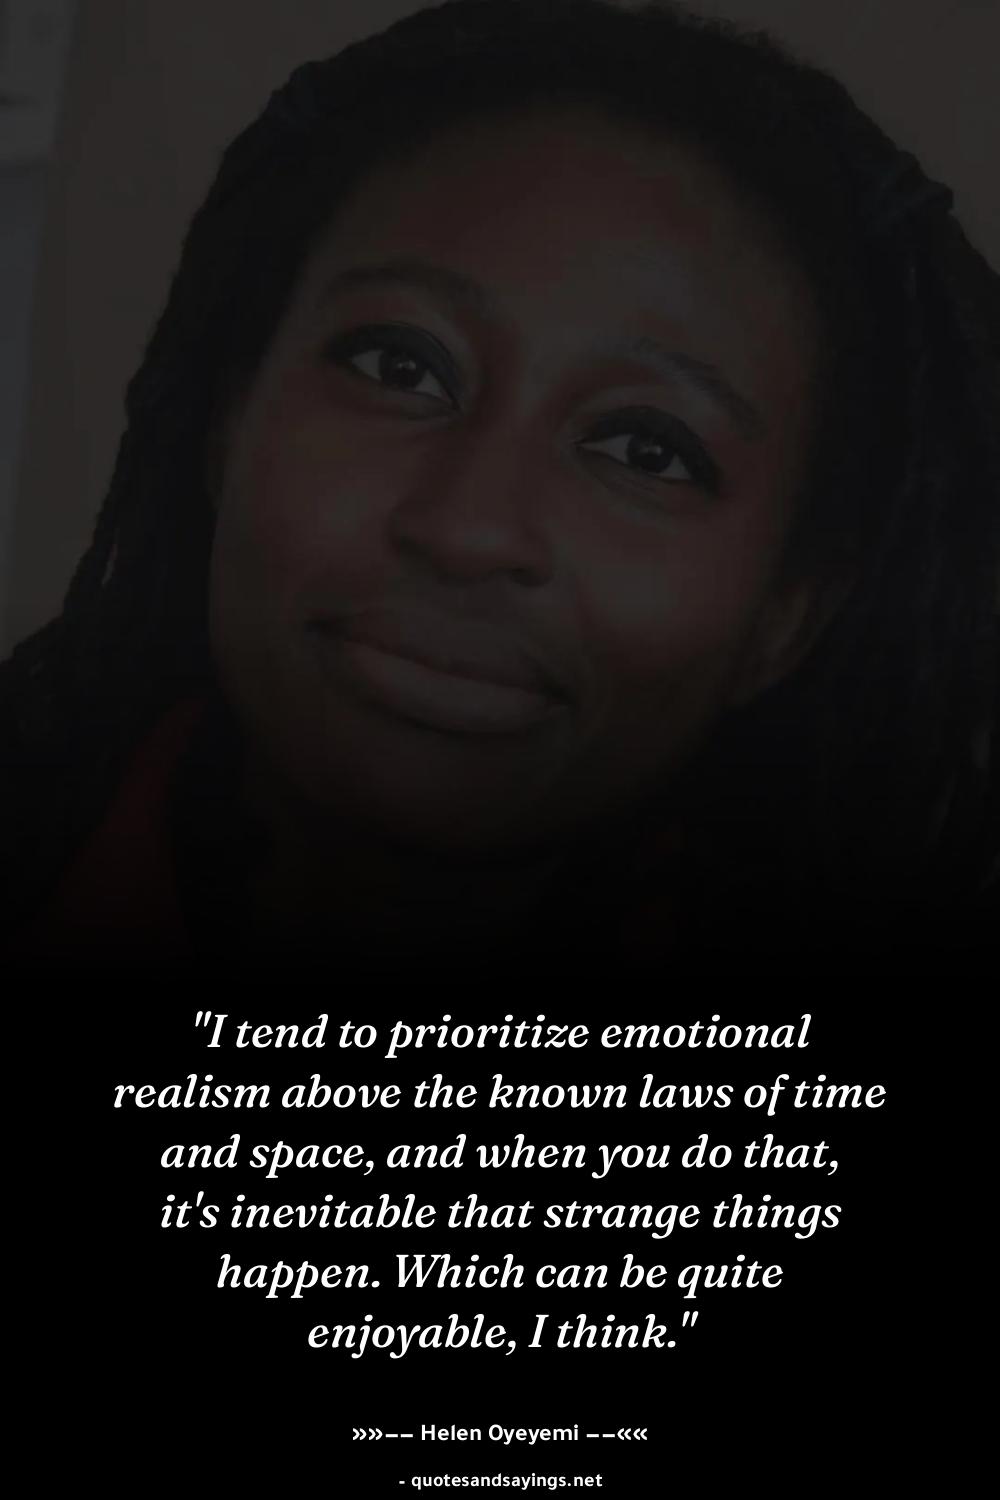 "I tend to prioritize emotional
realism above the known laws of time
and space, and when you do that,
it's inevitable that strange things
happen. Which can be quite
enjoyable, I think."
»»–– Helen Oyeyemi ––««
- quotesandsayings.net